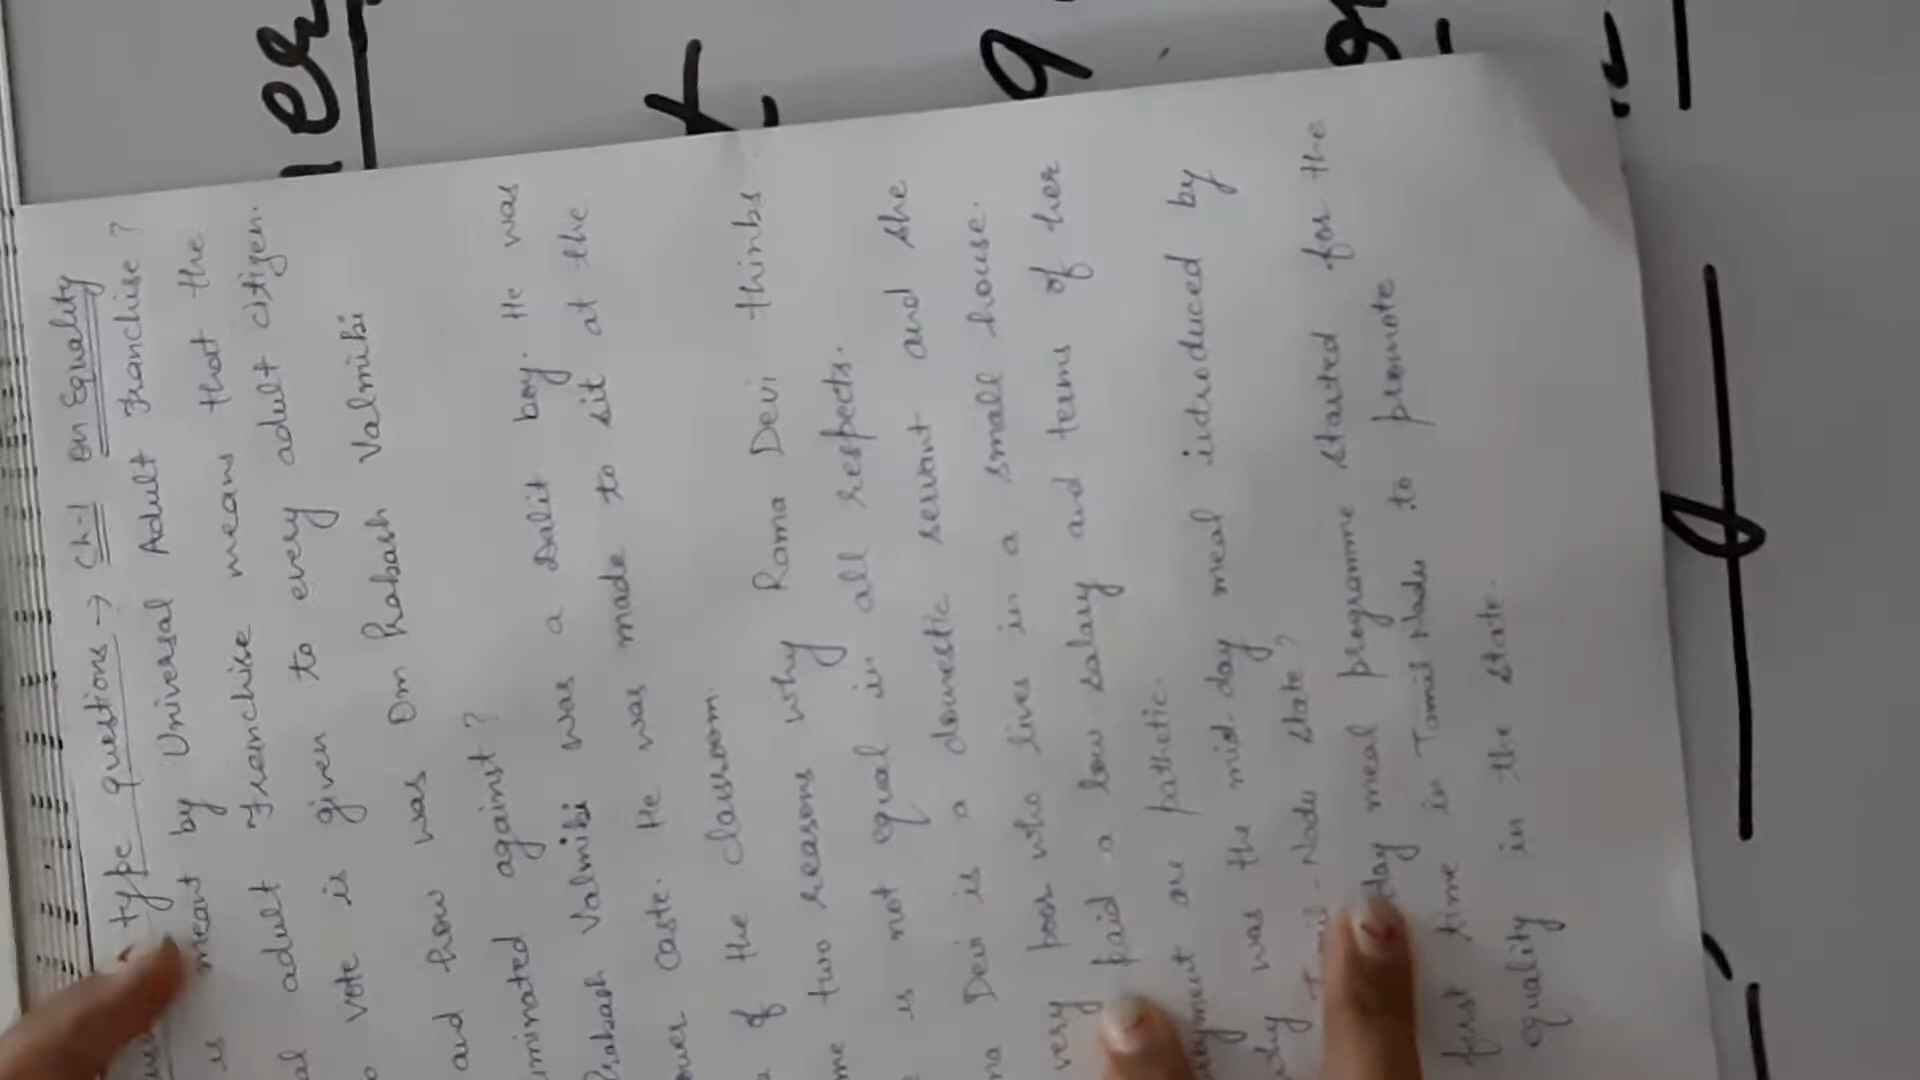 type questions → Ch-1 on Equality
is meant by Universal Adult Franchise?
adult Franchise means that the
vote is given to every adult citizen.
and how was Om Prakash Valmiki
against?
Valmiki was a Dalit boy. He was
caste. He was made to sit at the
of the classroom.
two reasons why Rama Devi thinks
is not equal in all respects.
Devi is a domestic servant and she
very poor who lives in a small house.
paid a low salary and terms of her
are pathetic.
was the mid-day meal introduced by
Nadu state?
day meal programme started for the
first time in Tamil Nadu to promote
equality in the state.